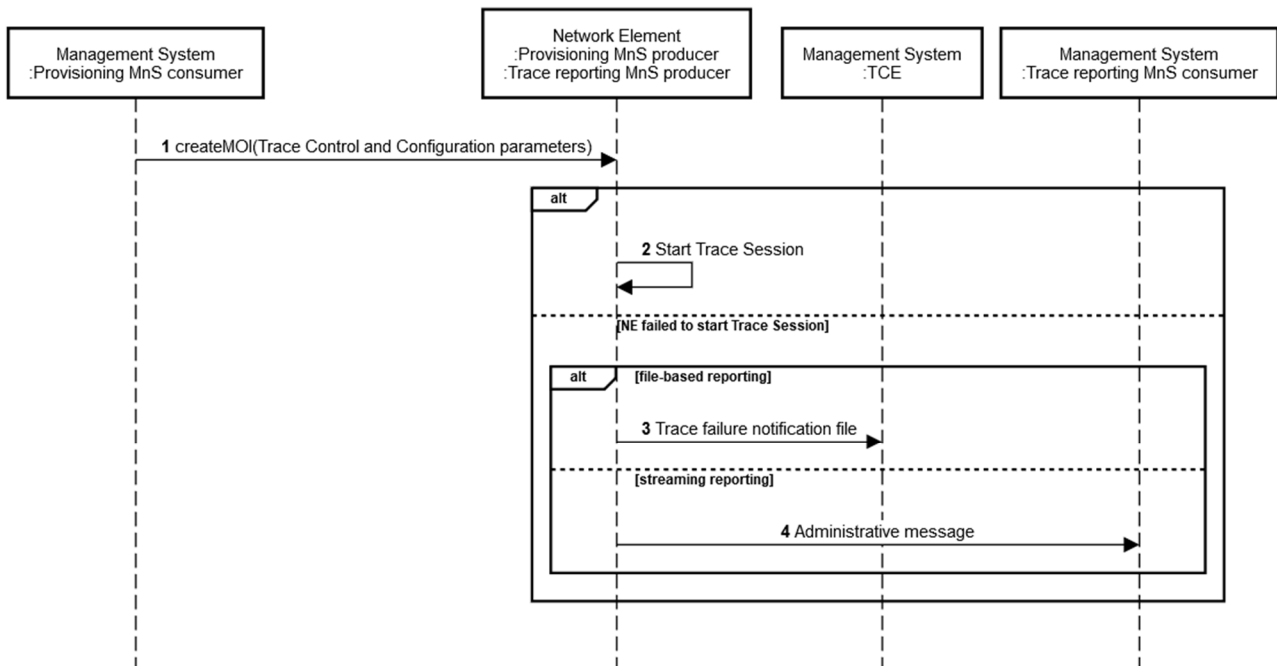 Management System
:Provisioning MnS consumer
Network Element
:Provisioning MnS producer
:Trace reporting MnS producer
Management System
:TCE
Management System
:Trace reporting MnS consumer
1 createMOI(Trace Control and Configuration parameters)
alt
2 Start Trace Session
[NE failed to start Trace Session]
alt [file-based reporting]
3 Trace failure notification file
[streaming reporting]
4 Administrative message